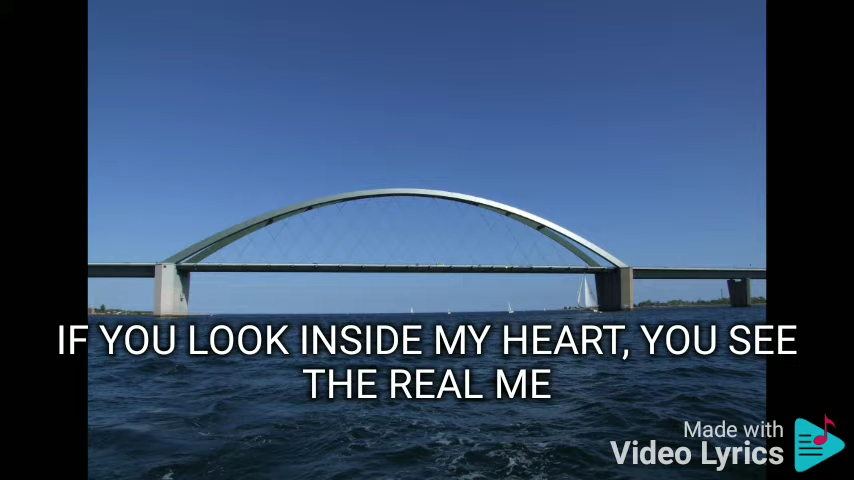 IF YOU LOOK INSIDE MY HEART, YOU SEE
THE REAL ME
Made with
Video Lyrics